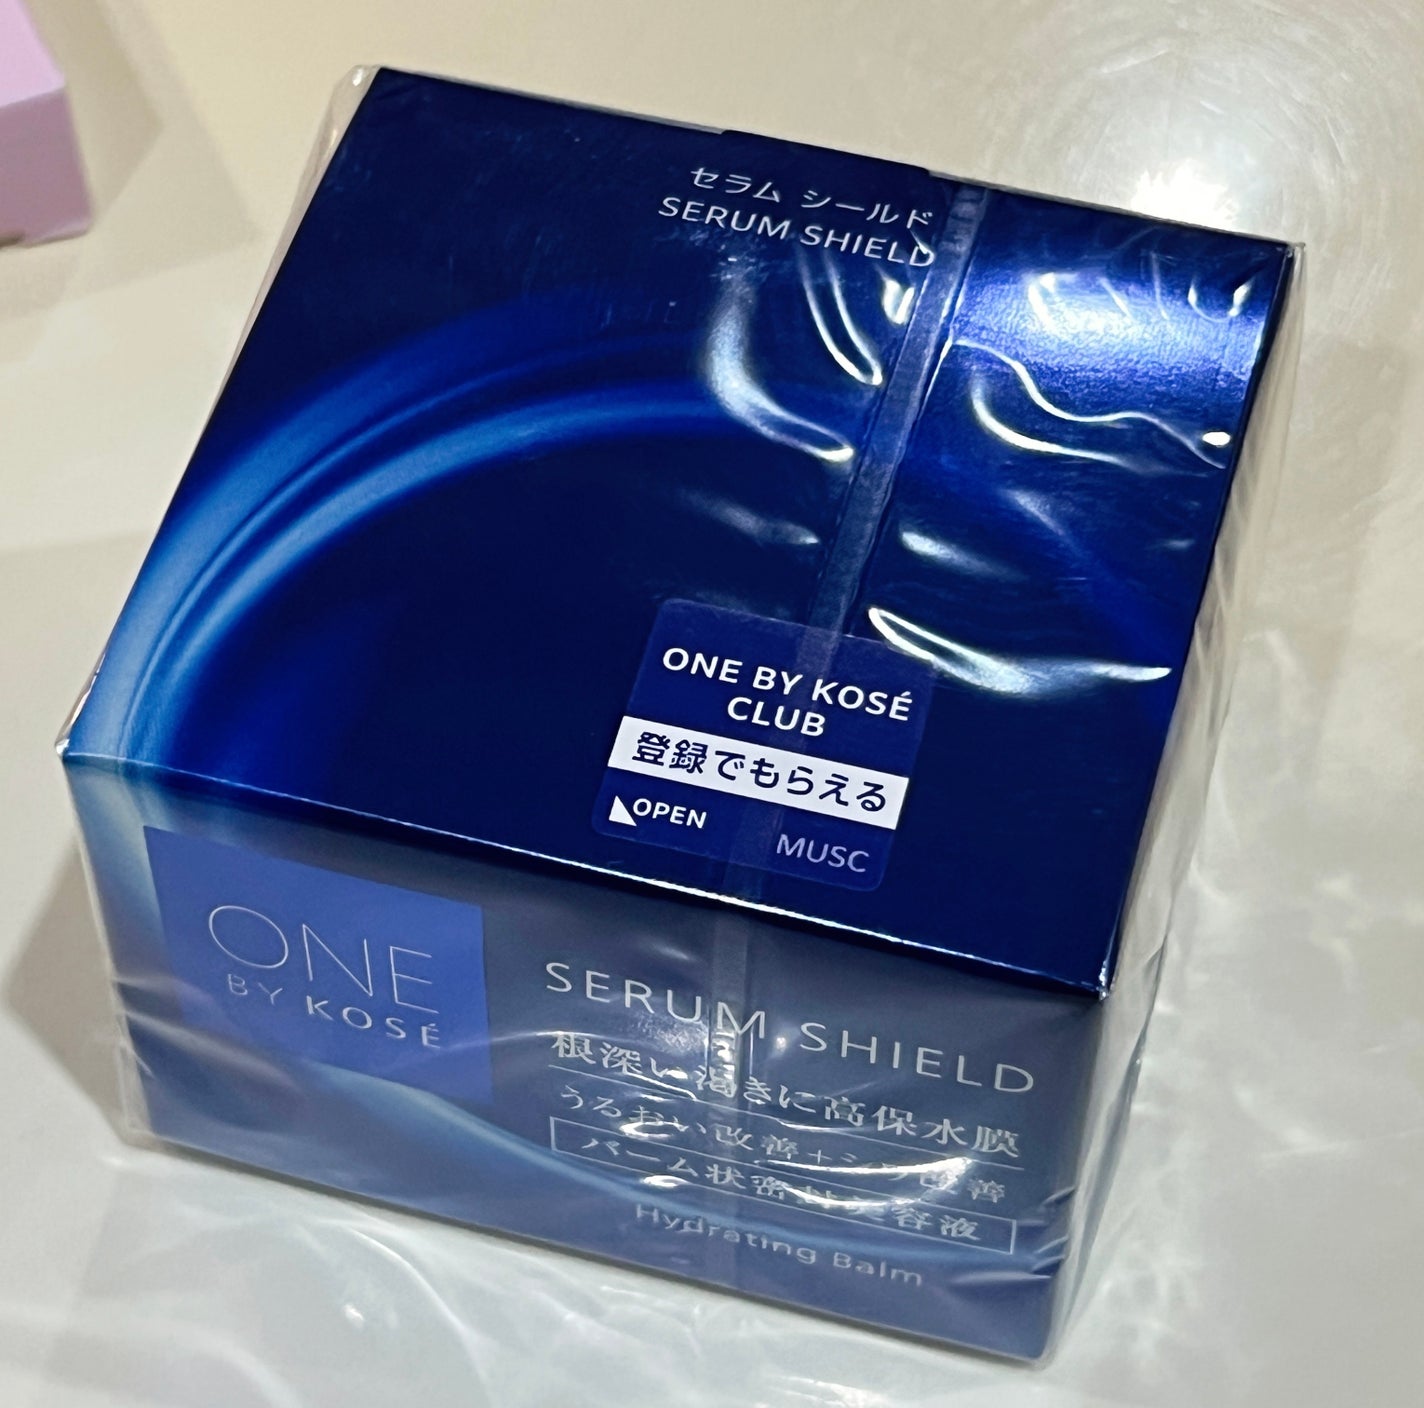 セラム シールド
SERUM SHIELD
ONE BY KOSÉ
CLUB
登録でもらえる
OPEN
MUSC
ONE
BY KOSÉ
SERUM SHIELD
根深い渇きに高保水膜
うるおい改善+シワ改善
バーム状密封美容液
Hydrating Balm